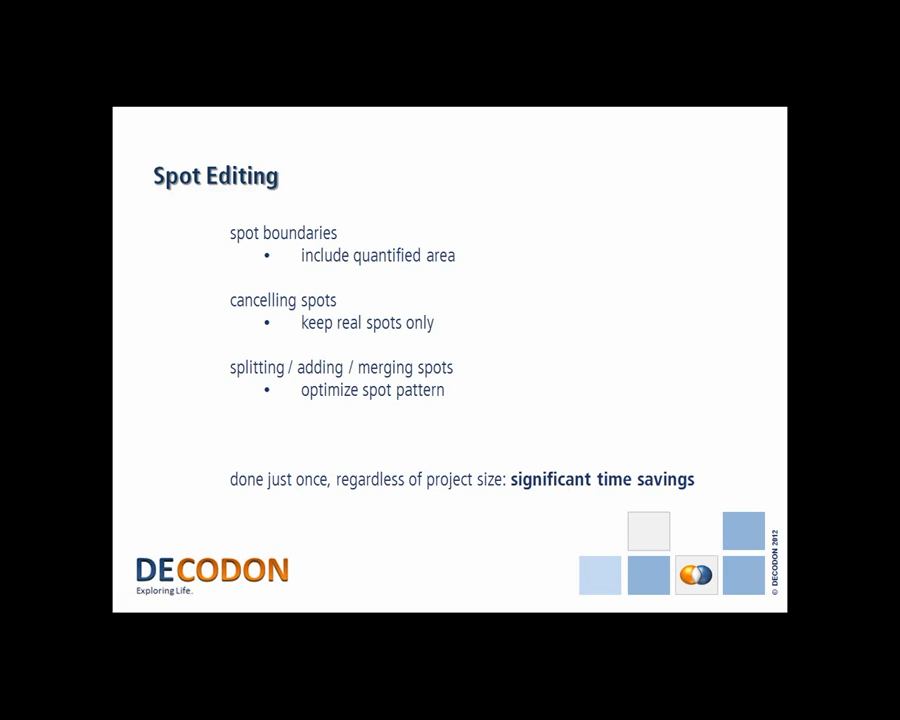 Spot Editing
spot boundaries
• include quantified area
cancelling spots
• keep real spots only
splitting / adding / merging spots
• optimize spot pattern
done just once, regardless of project size: significant time savings
DECODON
Exploring Life.
© DECODON 2012